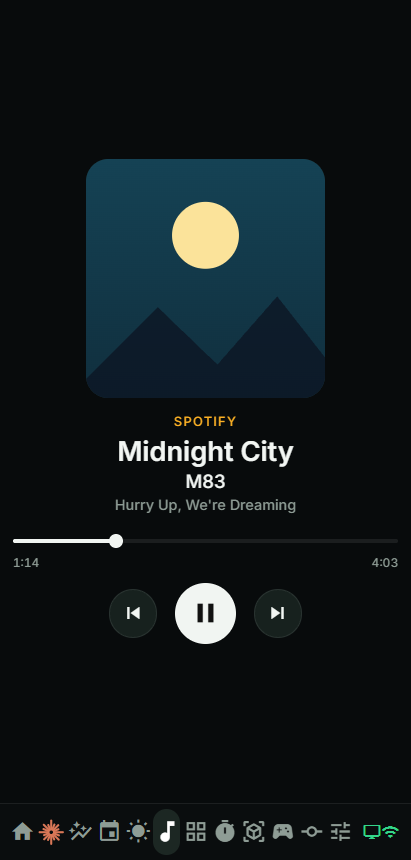 SPOTIFY
Midnight City
M83
Hurry Up, We're Dreaming
1:14
4:03